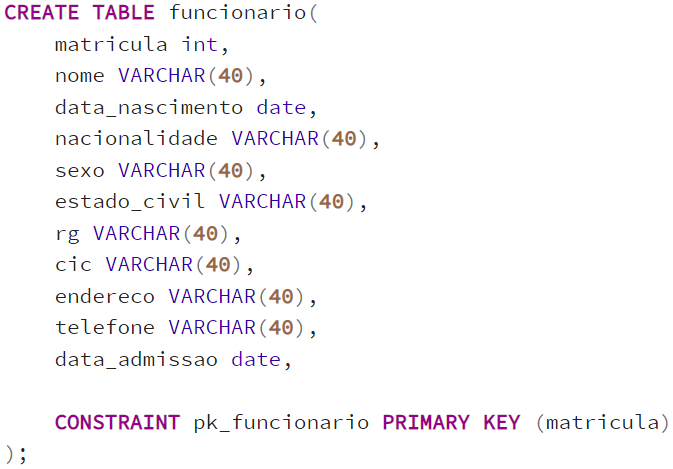 CREATE TABLE funcionario(
    matricula int,
    nome VARCHAR(40),
    data_nascimento date,
    nacionalidade VARCHAR(40),
    sexo VARCHAR(40),
    estado_civil VARCHAR(40),
    rg VARCHAR(40),
    cic VARCHAR(40),
    endereco VARCHAR(40),
    telefone VARCHAR(40),
    data_admissao date,

    CONSTRAINT pk_funcionario PRIMARY KEY (matricula)
);